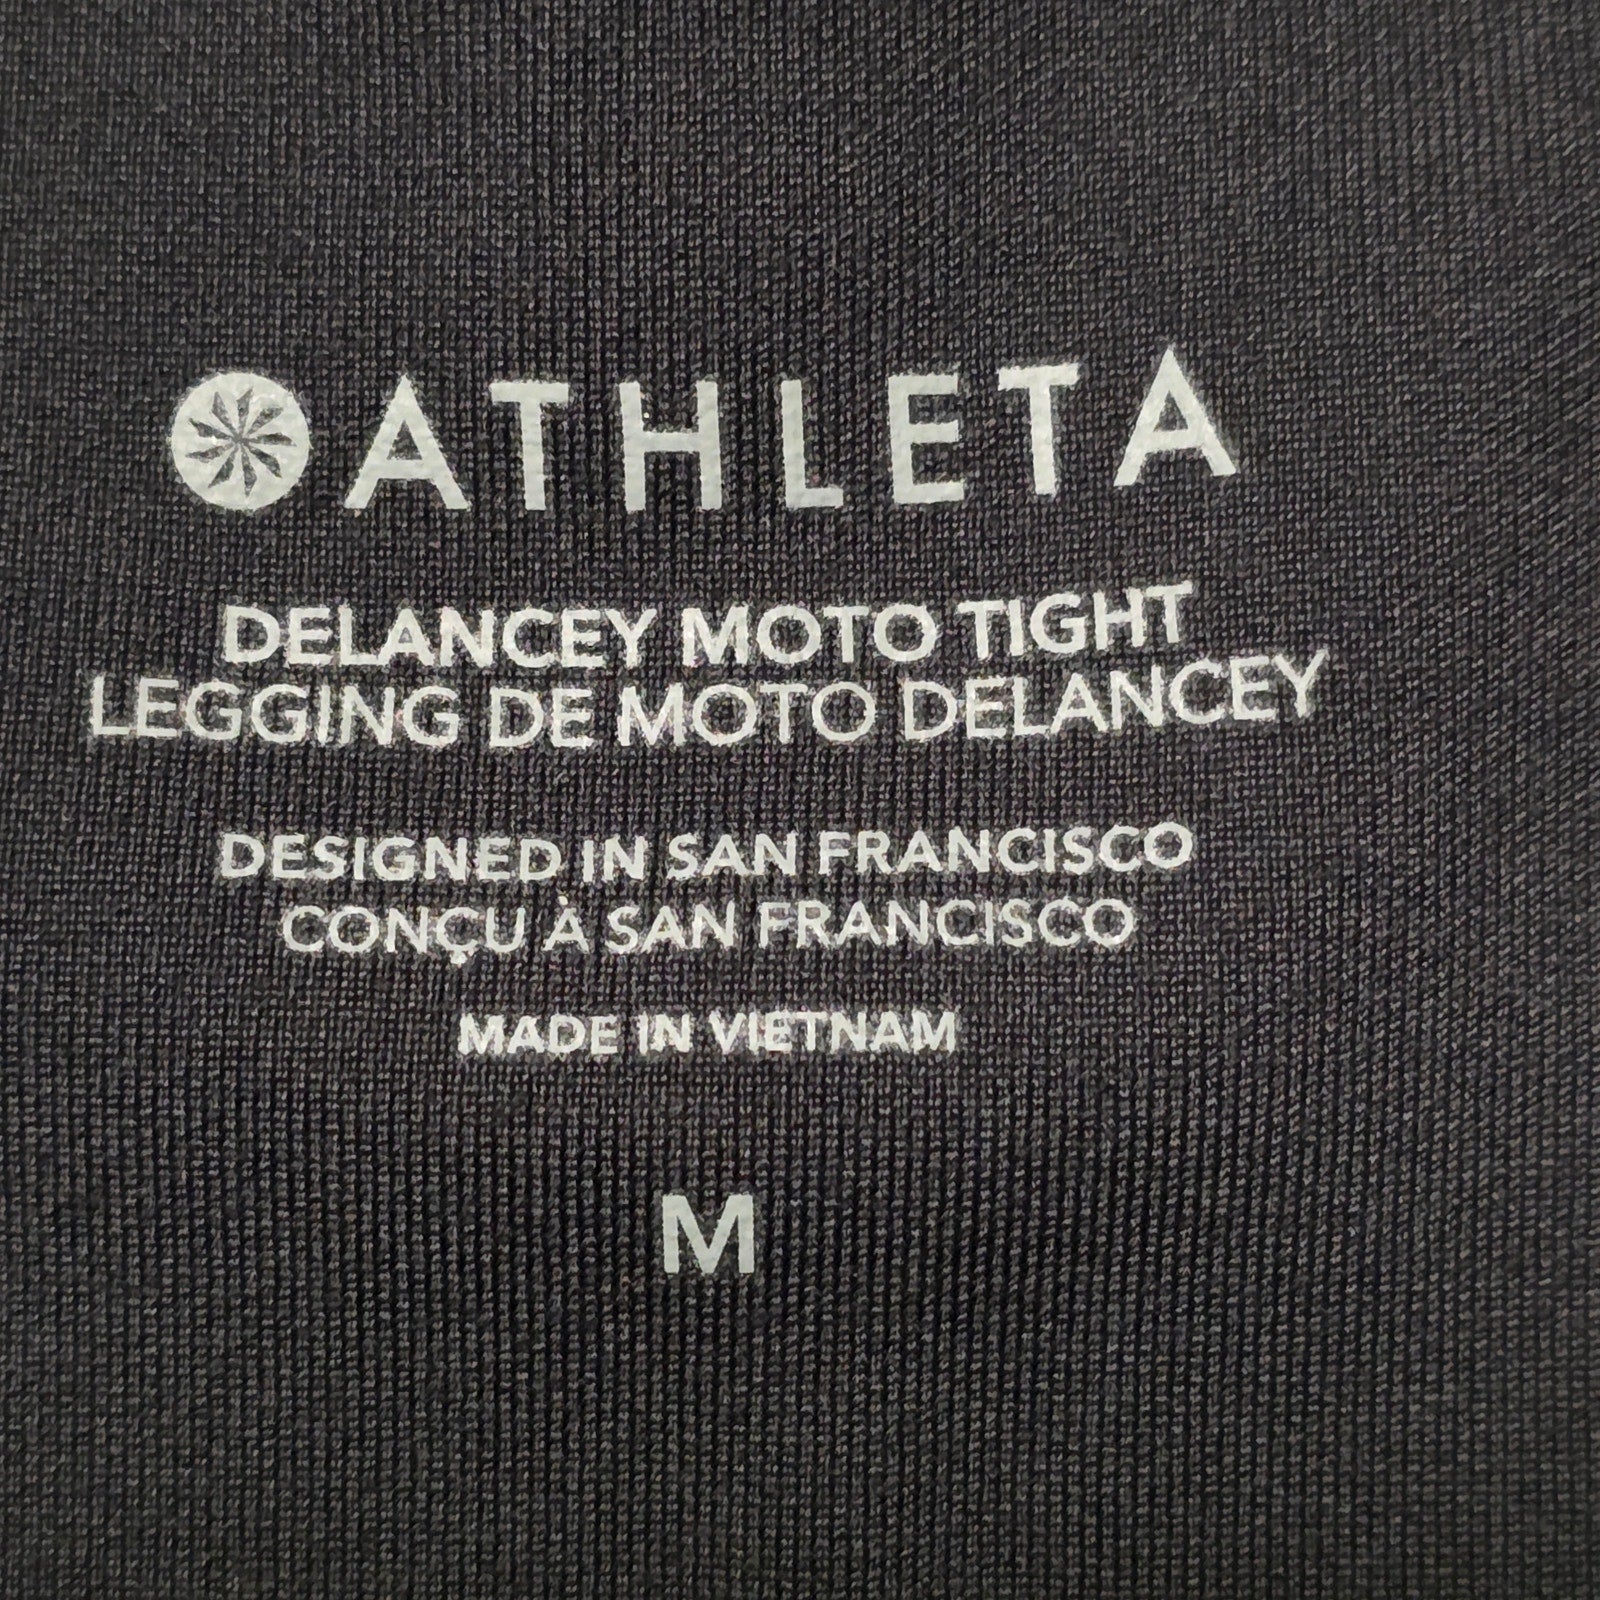 ATHLETA
DELANCEY MOTO TIGHT
LEGGING DE MOTO DELANCEY
DESIGNED IN SAN FRANCISCO
CONÇU À SAN FRANCISCO
MADE IN VIETNAM
M